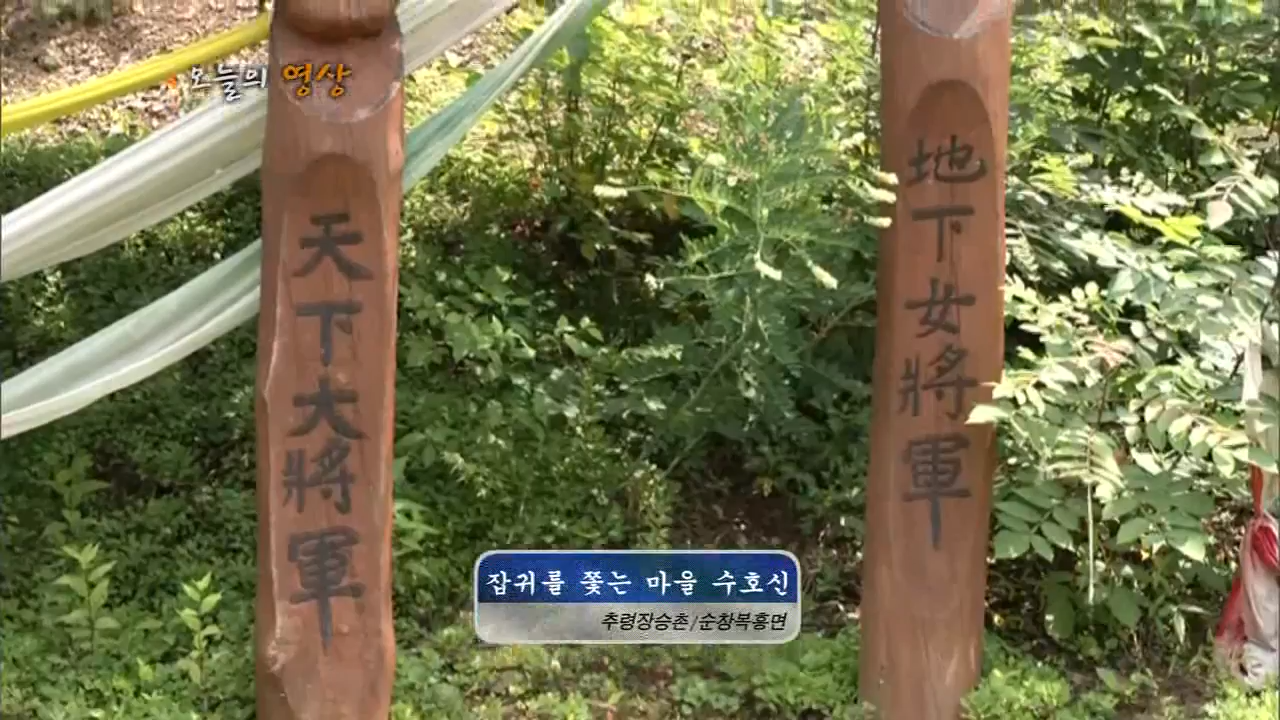 오늘의 영상
天下大將軍
地下女將軍
잡귀를 쫓는 마을 수호신
추령장승촌/순창복흥면